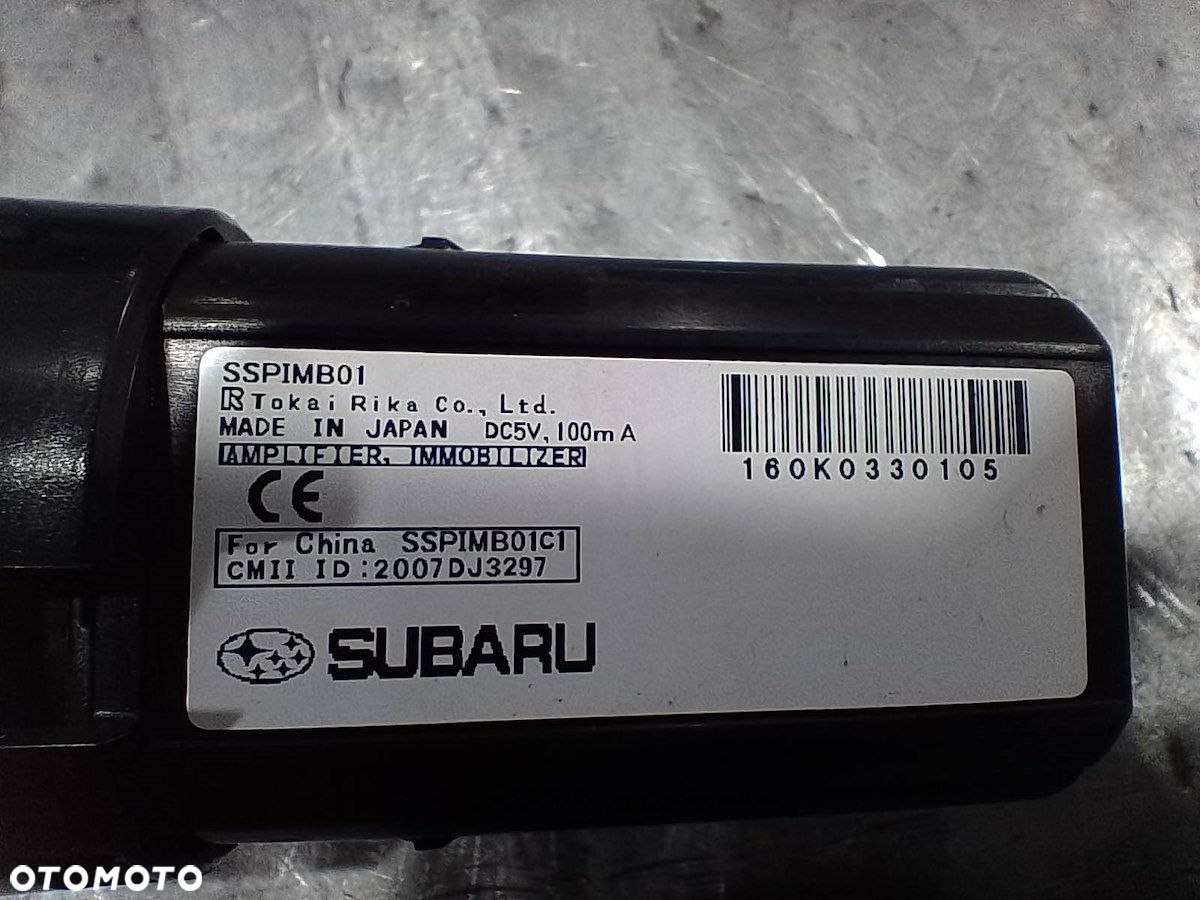 SSPIMB01
R Tokai Rika Co., Ltd.
MADE IN JAPAN DC5V, 100mA
AMPLIFIER, IMMOBILIZER
CE
For China SSPIMB01C1
CMII ID:2007DJ3297
SUBARU
160K0330105
OTOMOTO